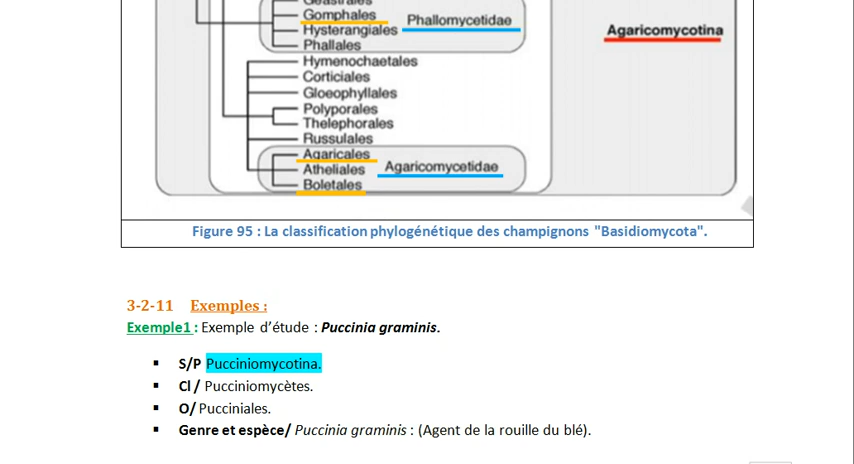 Geastrales
Gomphales
Hysterangiales
Phallomycetidae
Phallales
Agaricomycotina
Hymenochaetales
Corticiales
Gloeophyllales
Polyporales
Thelephorales
Russulales
Agaricales
Atheliales
Agaricomycetidae
Boletales
Figure 95 : La classification phylogénétique des champignons "Basidiomycota".
3-2-11 Exemples :
Exemple1 : Exemple d’étude : Puccinia graminis.
▪ S/P Pucciniomycotina.
▪ Cl / Pucciniomycètes.
▪ O/ Pucciniales.
▪ Genre et espèce/ Puccinia graminis : (Agent de la rouille du blé).